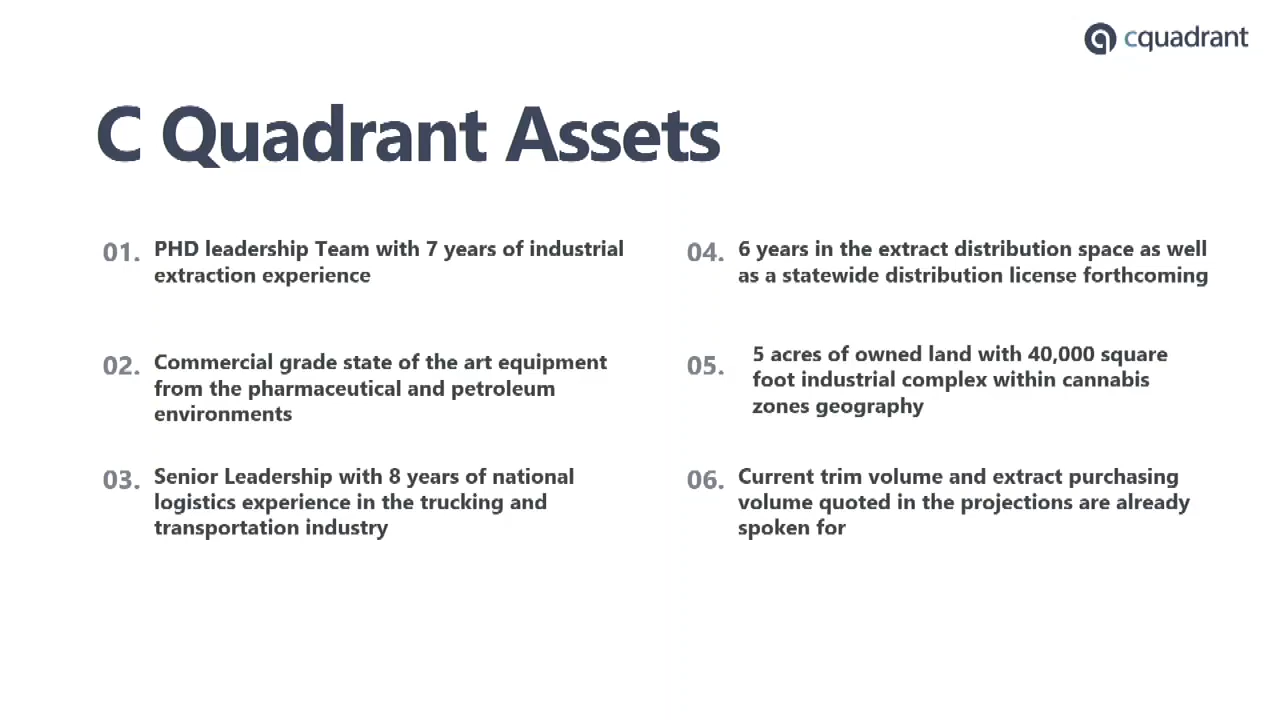 cquadrant
C Quadrant Assets
01. PHD leadership Team with 7 years of industrial
extraction experience
02. Commercial grade state of the art equipment
from the pharmaceutical and petroleum
environments
03. Senior Leadership with 8 years of national
logistics experience in the trucking and
transportation industry
04. 6 years in the extract distribution space as well
as a statewide distribution license forthcoming
05. 5 acres of owned land with 40,000 square
foot industrial complex within cannabis
zones geography
06. Current trim volume and extract purchasing
volume quoted in the projections are already
spoken for